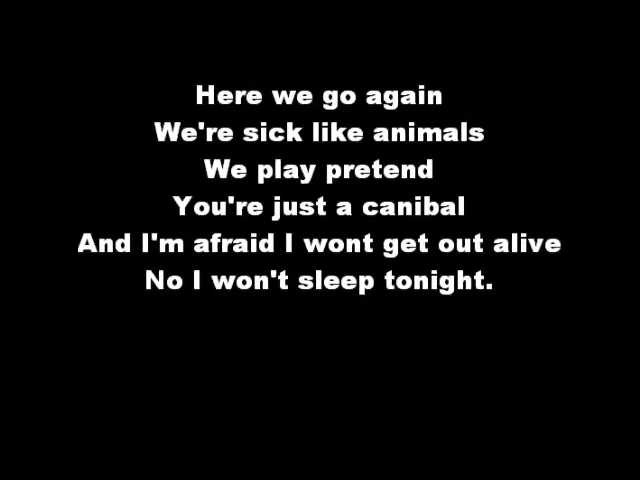 Here we go again
We're sick like animals
We play pretend
You're just a canibal
And I'm afraid I wont get out alive
No I won't sleep tonight.